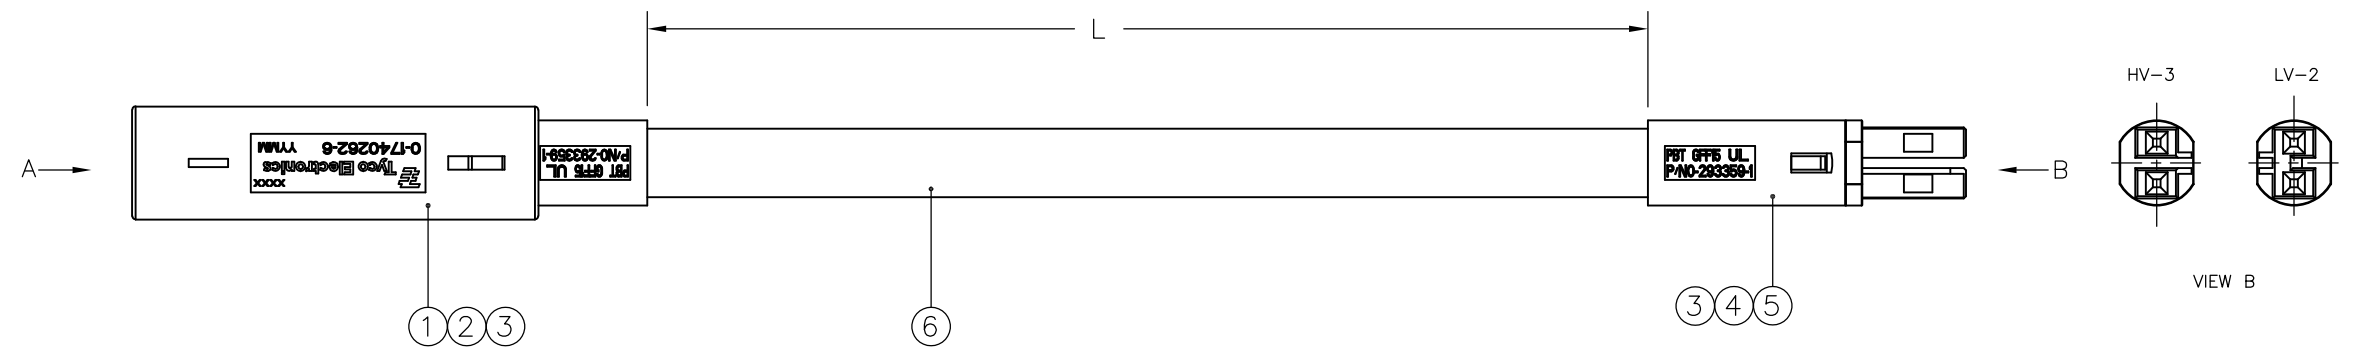 L
HV-3
LV-2
A
XXXX
Tyco Electronics
0-1740262-6 YYMM
PBT GFF15 UL
P/N0-293359-1
PBT GFF15 UL
P/N0-293359-1
B
VIEW B
1 2 3
6
3 4 5